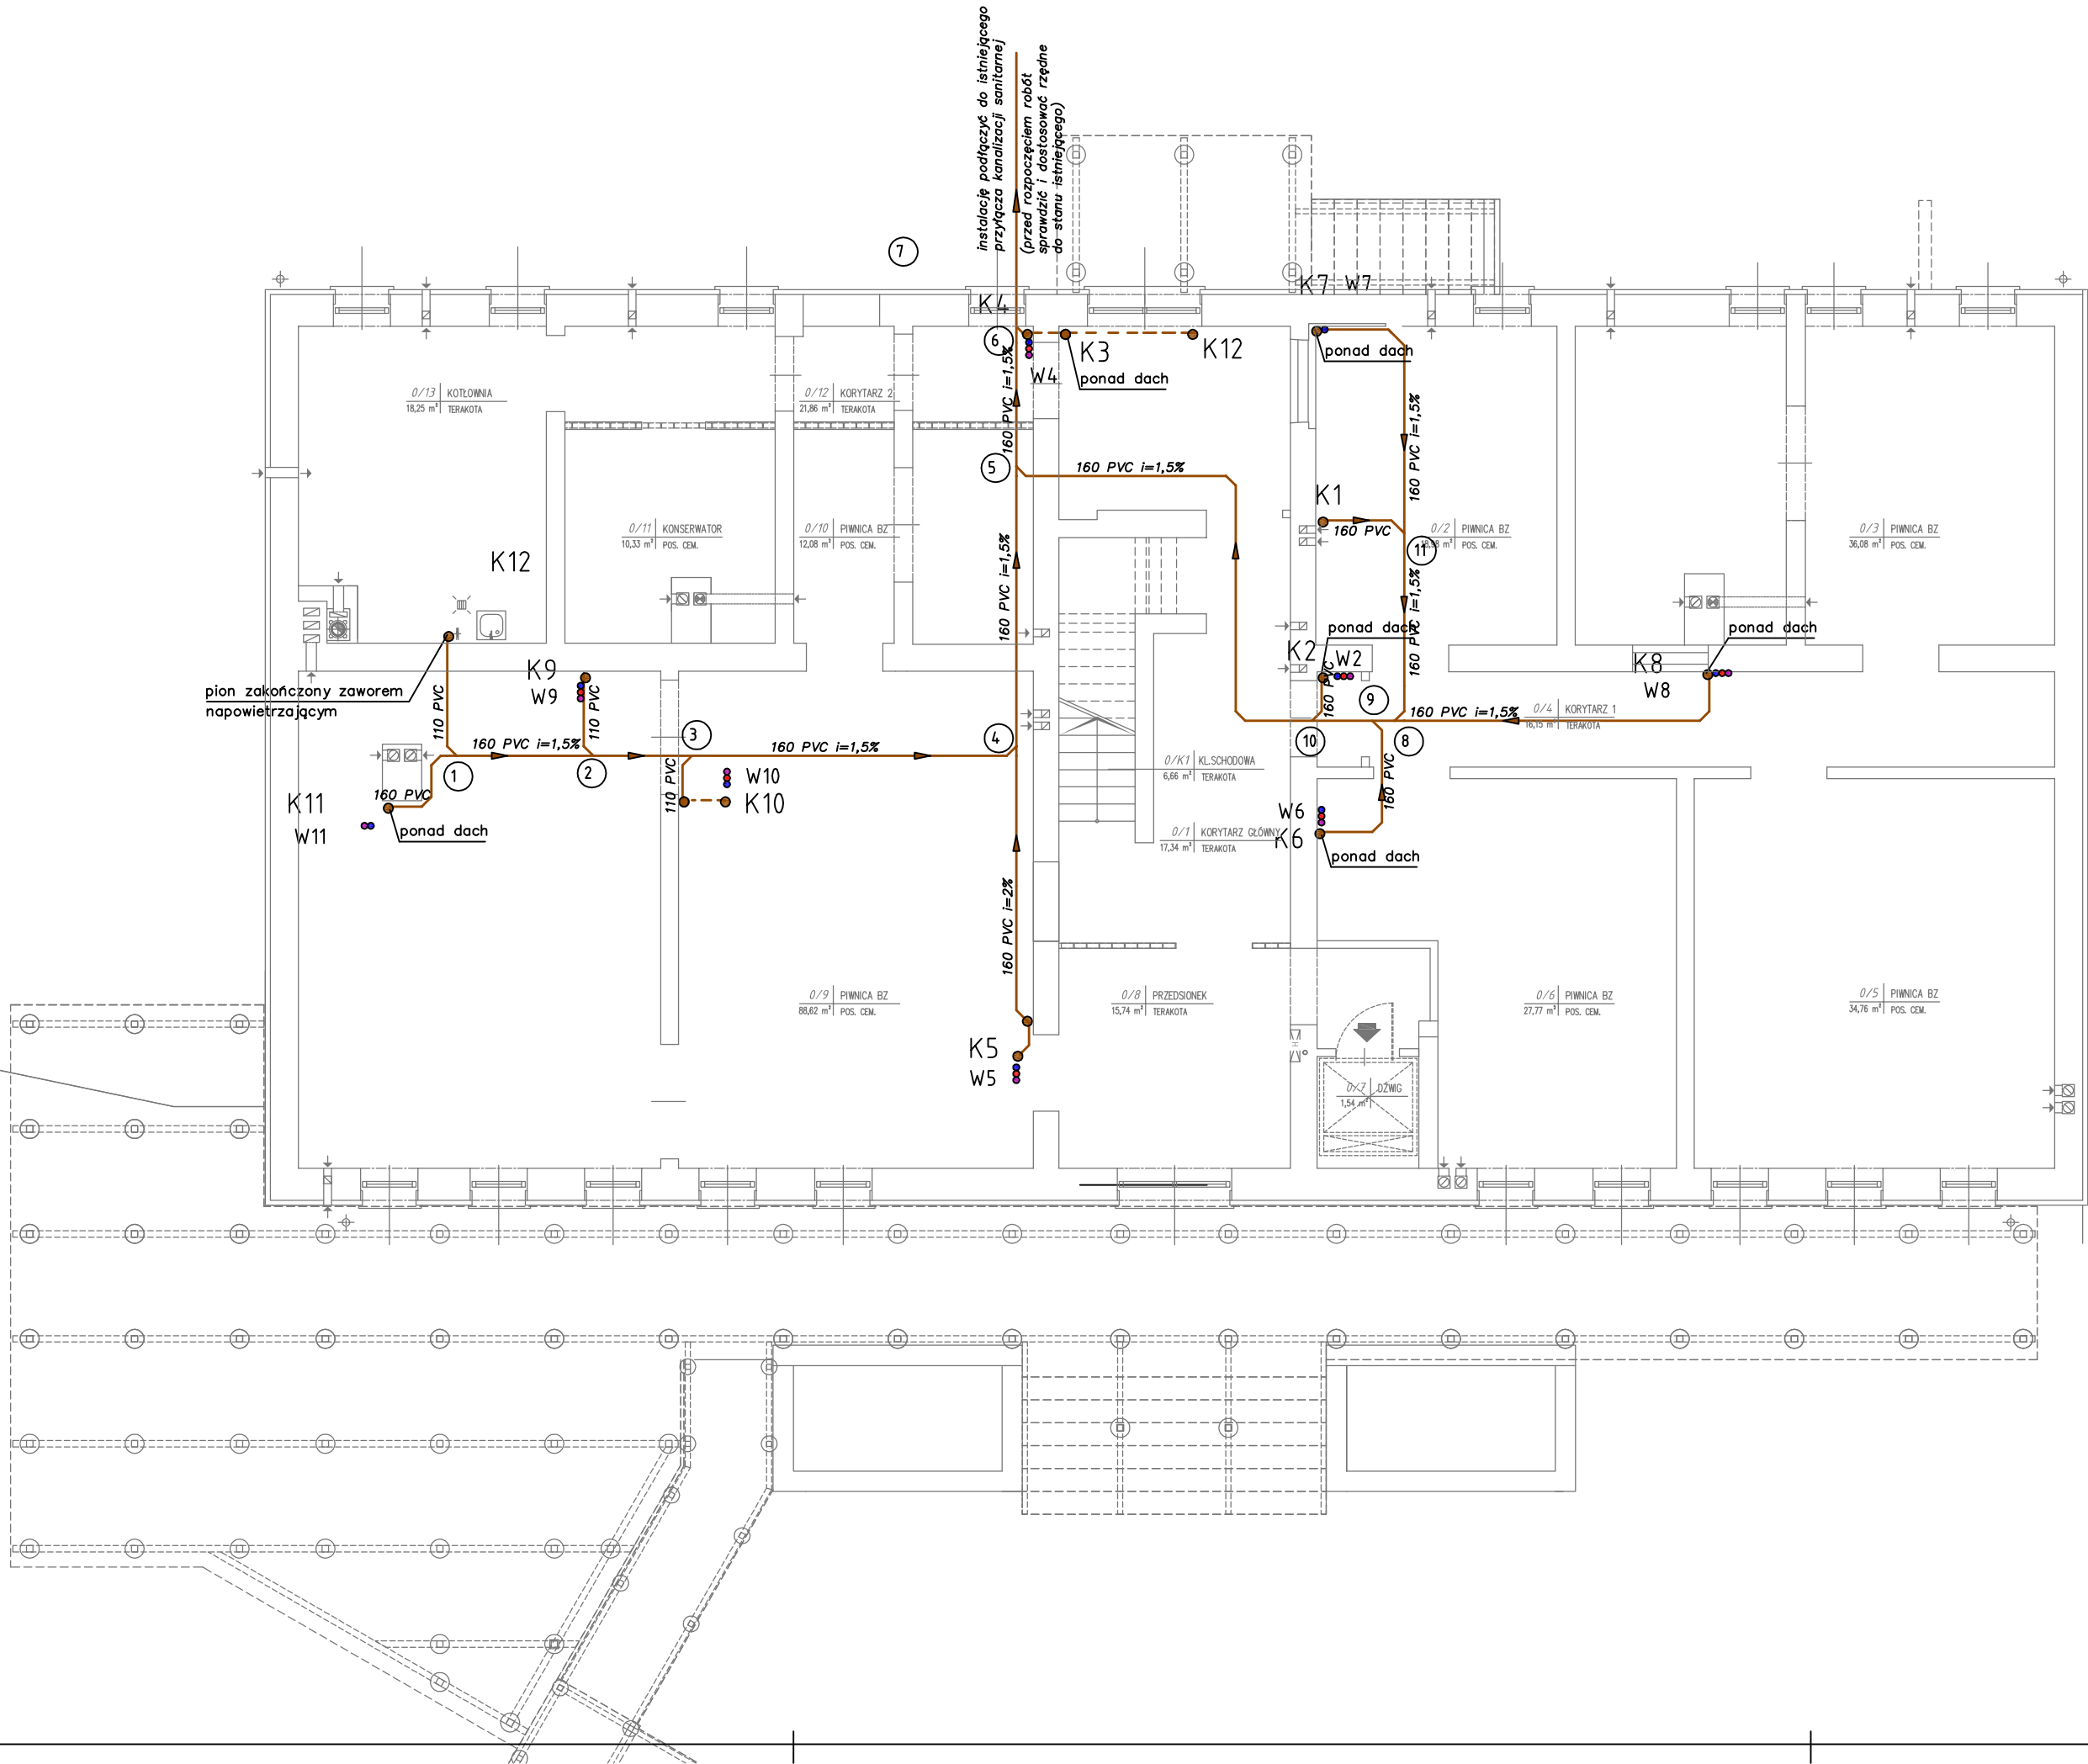 instalację podłączyć do istniejącego
przyłącza kanalizacji sanitarnej
(przed rozpoczęciem robót
sprawdzić i dostosować rzędne
do stanu istniejącego)
7
K7 W7
K4
6
K3
K12
W4
ponad dach
ponad dach
160 PVC i=1,5%
0/13 KOTŁOWNIA
18,25 m² TERAKOTA
0/12 KORYTARZ 2
21,86 m² TERAKOTA
160 PVC i=1,5%
5
160 PVC i=1,5%
K1
160 PVC
11
0/2 PIWNICA BZ
POS. CEM.
0/3 PIWNICA BZ
36,08 m² POS. CEM.
0/11 KONSERWATOR
10,33 m² POS. CEM.
0/10 PIWNICA BZ
12,08 m² POS. CEM.
K12
160 PVC i=1,5%
160 PVC i=1,5%
ponad dach
ponad dach
K2
W2
K8
W8
160 PVC
9
K9
W9
pion zakończony zaworem
napowietrzającym
110 PVC
110 PVC
160 PVC i=1,5%
0/4 KORYTARZ 1
16,15 m² TERAKOTA
3
4
10
8
160 PVC i=1,5%
160 PVC i=1,5%
1
2
110 PVC
W10
K10
0/K1 KL.SCHODOWA
6,66 m² TERAKOTA
160 PVC
160 PVC
K11
W11
ponad dach
W6
K6
0/1 KORYTARZ GŁÓWNY
17,34 m² TERAKOTA
ponad dach
160 PVC i=2%
0/9 PIWNICA BZ
88,62 m² POS. CEM.
0/8 PRZEDSIONEK
15,74 m² TERAKOTA
0/6 PIWNICA BZ
27,77 m² POS. CEM.
0/5 PIWNICA BZ
34,76 m² POS. CEM.
K5
W5
0/7 DŹWIG
1,54 m²